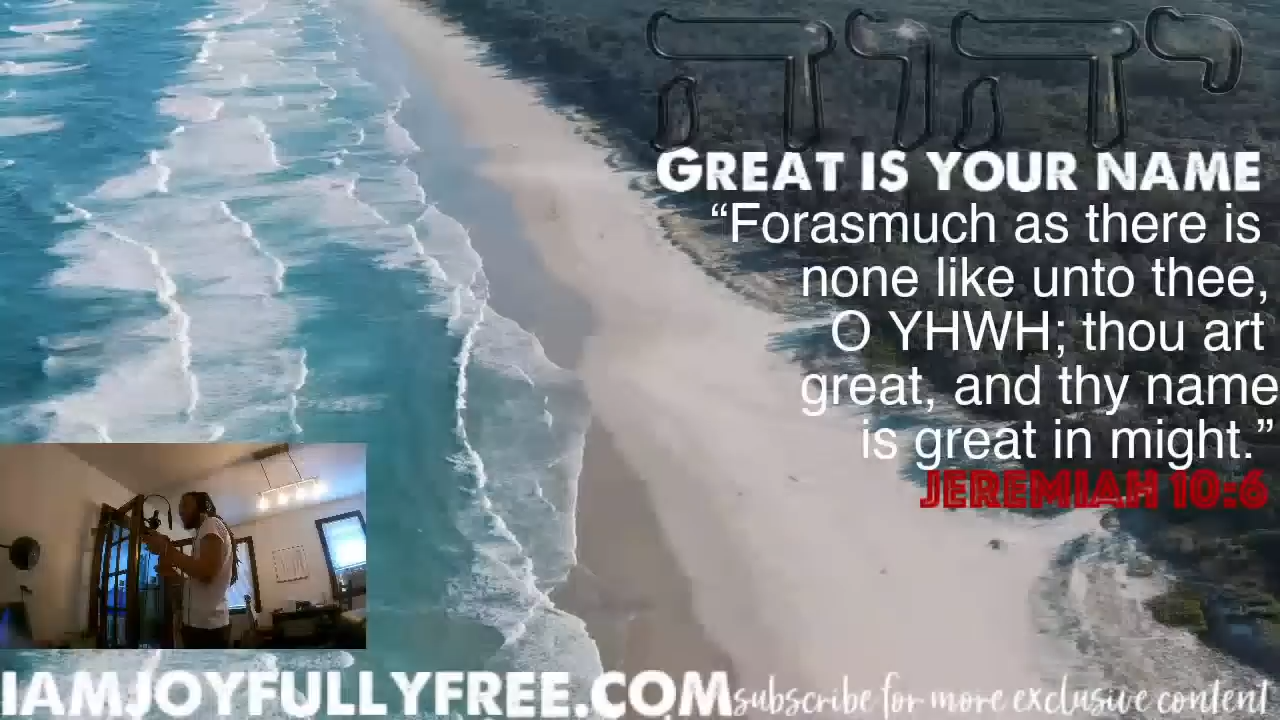 יהוה
GREAT IS YOUR NAME
“Forasmuch as there is
none like unto thee,
O YHWH; thou art
great, and thy name
is great in might.”
JEREMIAH 10:6
IAMJOYFULLYFREE.COM subscribe for more exclusive content